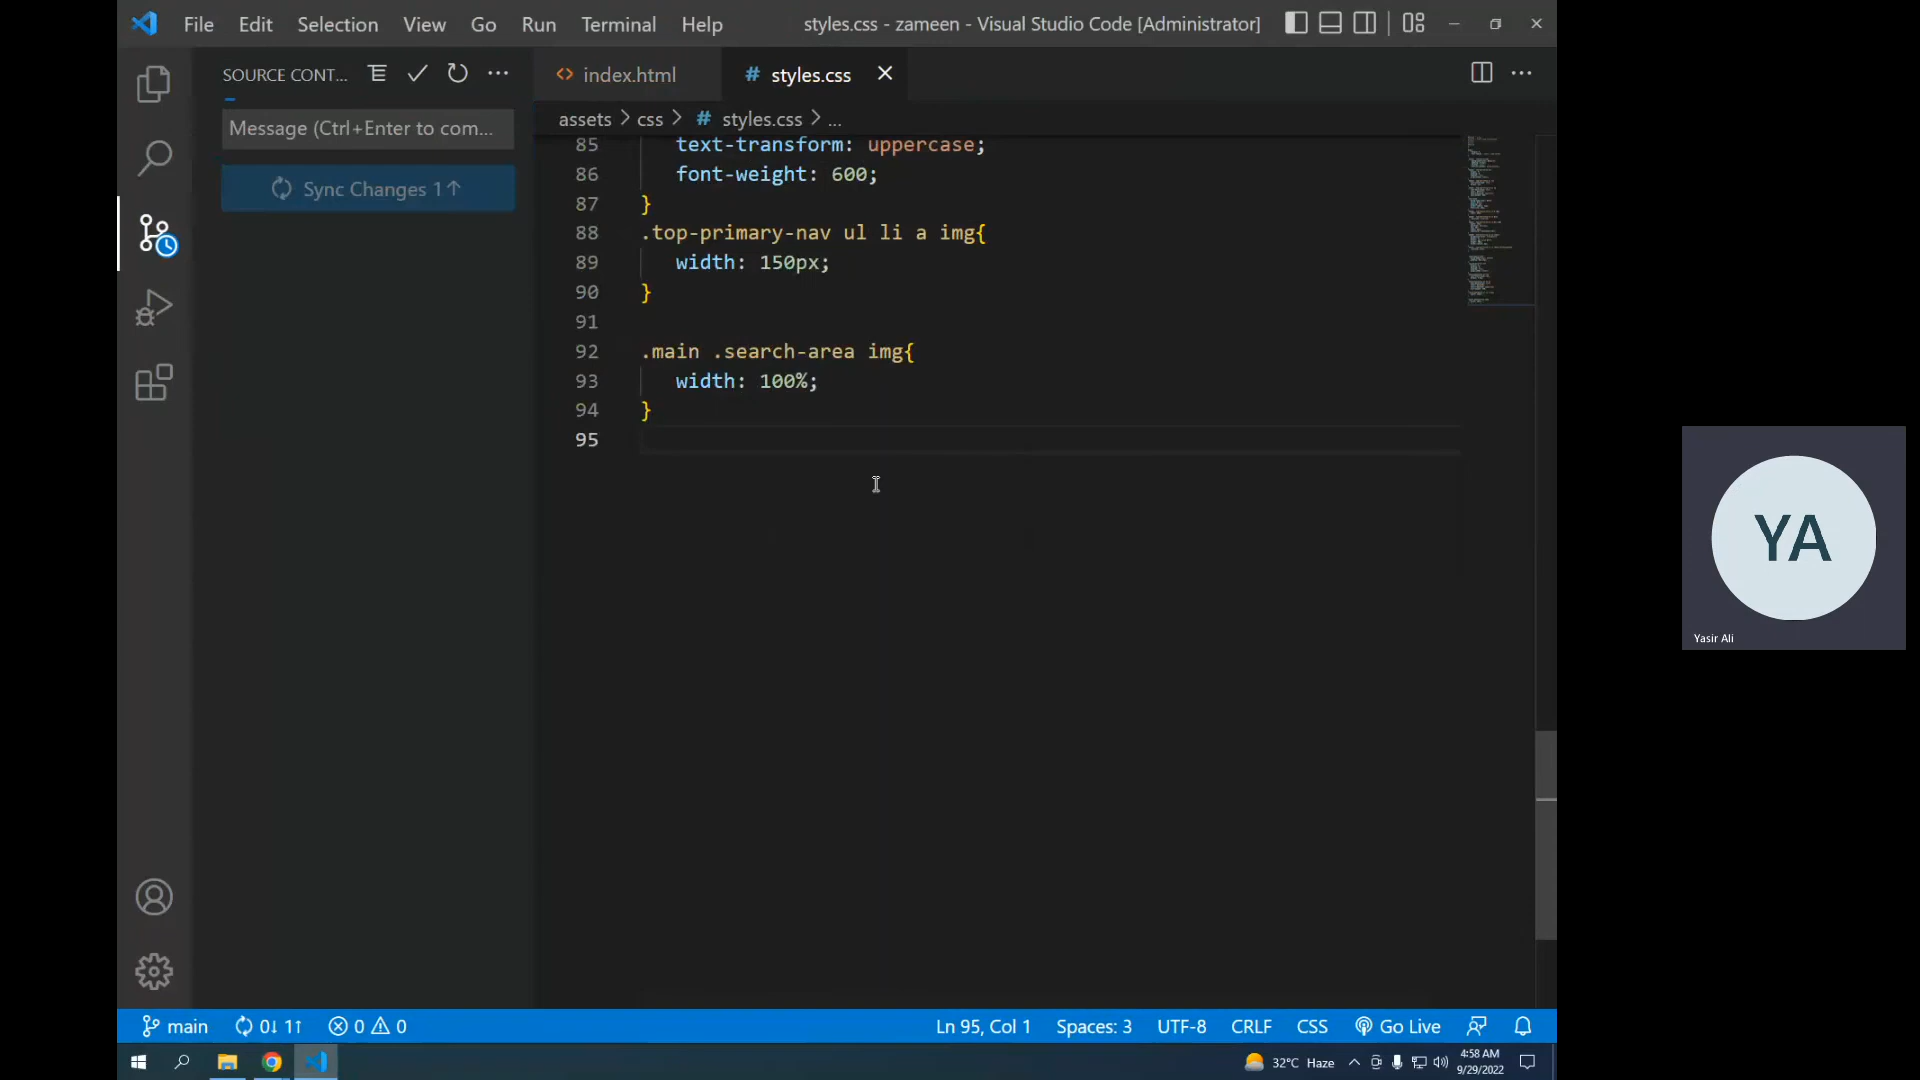 File Edit Selection View Go Run Terminal Help styles.css - zameen - Visual Studio Code [Administrator]
SOURCE CONT...
Message (Ctrl+Enter to com...
Sync Changes 1↑
index.html
# styles.css
assets > css > # styles.css > ...
85 text-transform: uppercase;
86 font-weight: 600;
87 }
88 .top-primary-nav ul li a img{
89 width: 150px;
90 }
91
92 .main .search-area img{
93 width: 100%;
94 }
95
YA
Yasir Ali
main 0↓ 1↑ 0 0 Ln 95, Col 1 Spaces: 3 UTF-8 CRLF CSS Go Live
32°C Haze
4:58 AM
9/29/2022